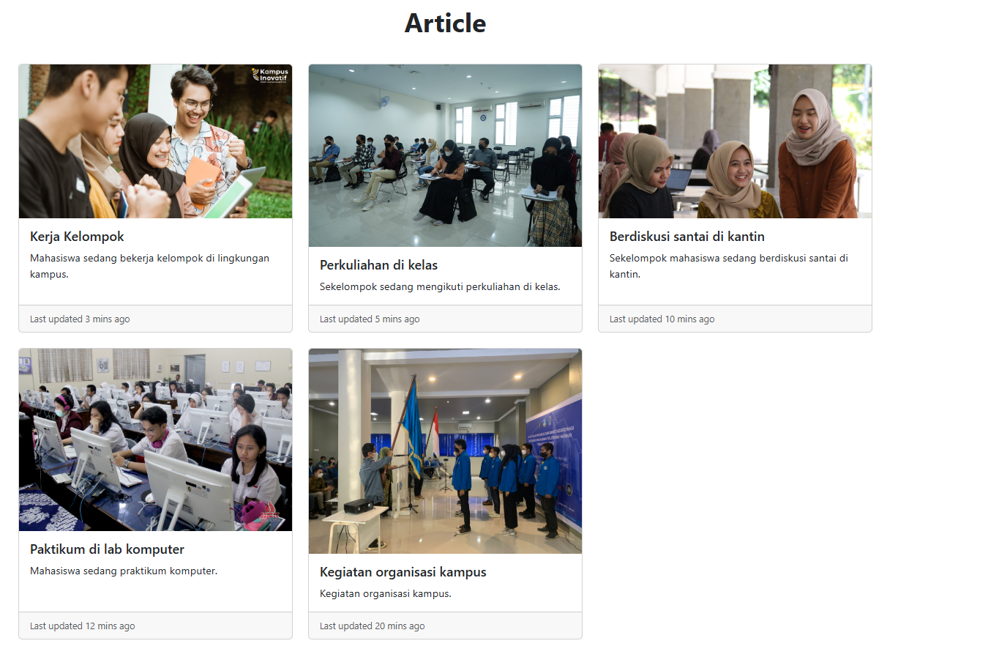 Article
Kampus
Inovatif
Kerja Kelompok
Mahasiswa sedang bekerja kelompok di lingkungan
kampus.
Last updated 3 mins ago
Perkuliahan di kelas
Sekelompok sedang mengikuti perkuliahan di kelas.
Last updated 5 mins ago
Berdiskusi santai di kantin
Sekelompok mahasiswa sedang berdiskusi santai di
kantin.
Last updated 10 mins ago
Paktikum di lab komputer
Mahasiswa sedang praktikum komputer.
Last updated 12 mins ago
Kegiatan organisasi kampus
Kegiatan organisasi kampus.
Last updated 20 mins ago